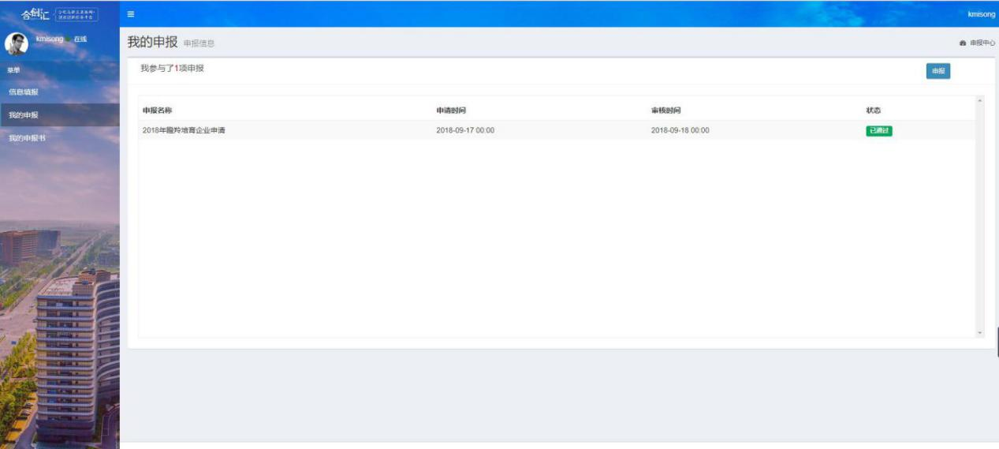 合创汇
kmisong
kmisong 在线
我的申报 申报信息
申报中心
菜单
我参与了1项申报
申报
信息填报
我的申报
我的申报书
申报名称 申请时间 审核时间 状态
2018年瞪羚培育企业申请 2018-09-17 00:00 2018-09-18 00:00 已通过